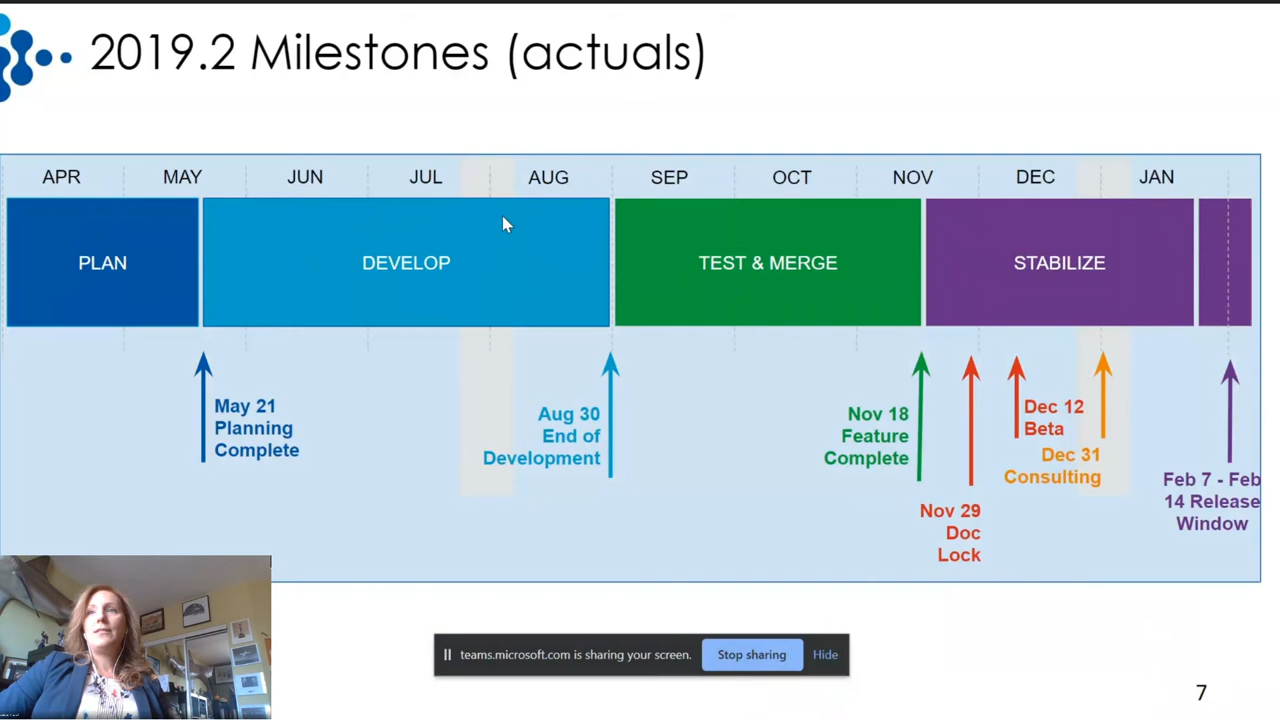 2019.2 Milestones (actuals)
APR MAY JUN JUL AUG SEP OCT NOV DEC JAN
PLAN DEVELOP TEST & MERGE STABILIZE
May 21
Planning
Complete
Aug 30
End of
Development
Nov 18
Feature
Complete
Nov 29
Doc
Lock
Dec 12
Beta
Dec 31
Consulting
Feb 7 - Feb
14 Release
Window
teams.microsoft.com is sharing your screen. Stop sharing Hide
7